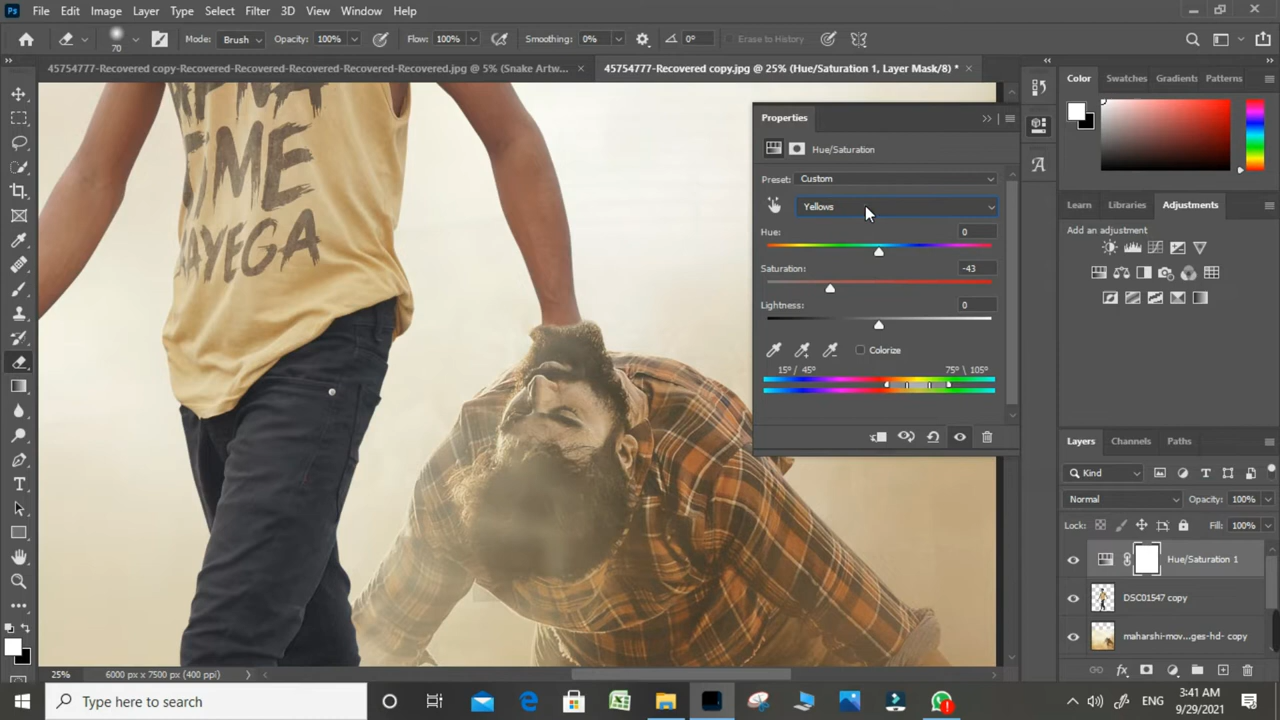 Ps File Edit Image Layer Type Select Filter 3D View Window Help
70 Mode: Brush Opacity: 100% Flow: 100% Smoothing: 0% 0° Erase to History
45754777-Recovered copy-Recovered-Recovered-Recovered-Recovered-Recovered.jpg @ 5% (Snake Artw... × 45754777-Recovered copy.jpg @ 25% (Hue/Saturation 1, Layer Mask/8) * ×
Color Swatches Gradients Patterns
Properties
Hue/Saturation
Preset: Custom
Yellows
Hue: 0
Saturation: -43
Lightness: 0
Colorize
15°/ 45° 75° \ 105°
Learn Libraries Adjustments
Add an adjustment
TIME
Layers Channels Paths
Kind
Normal Opacity: 100%
Lock: Fill: 100%
Hue/Saturation 1
DSC01547 copy
maharshi-mov...ges-hd- copy
25% 6000 px x 7500 px (400 ppi)
Type here to search
ENG
3:41 AM
9/29/2021